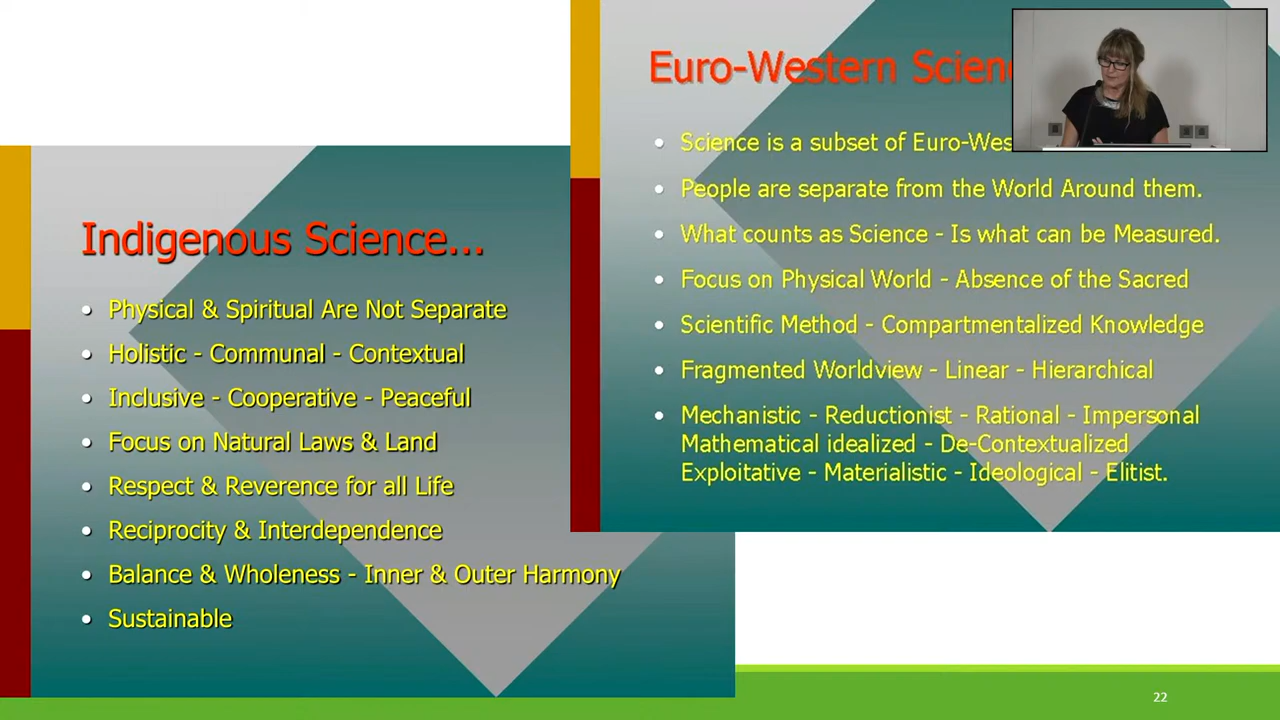 Indigenous Science...
• Physical & Spiritual Are Not Separate
• Holistic - Communal - Contextual
• Inclusive - Cooperative - Peaceful
• Focus on Natural Laws & Land
• Respect & Reverence for all Life
• Reciprocity & Interdependence
• Balance & Wholeness - Inner & Outer Harmony
• Sustainable
Euro-Western
• Science is a subset of
• People are separate from the World Around them.
• What counts as Science - Is what can be Measured.
• Focus on Physical World - Absence of the Sacred
• Scientific Method - Compartmentalized Knowledge
• Fragmented Worldview - Linear - Hierarchical
• Mechanistic - Reductionist - Rational - Impersonal
Mathematical idealized - De-Contextualized
Exploitative - Materialistic - Ideological - Elitist.
22